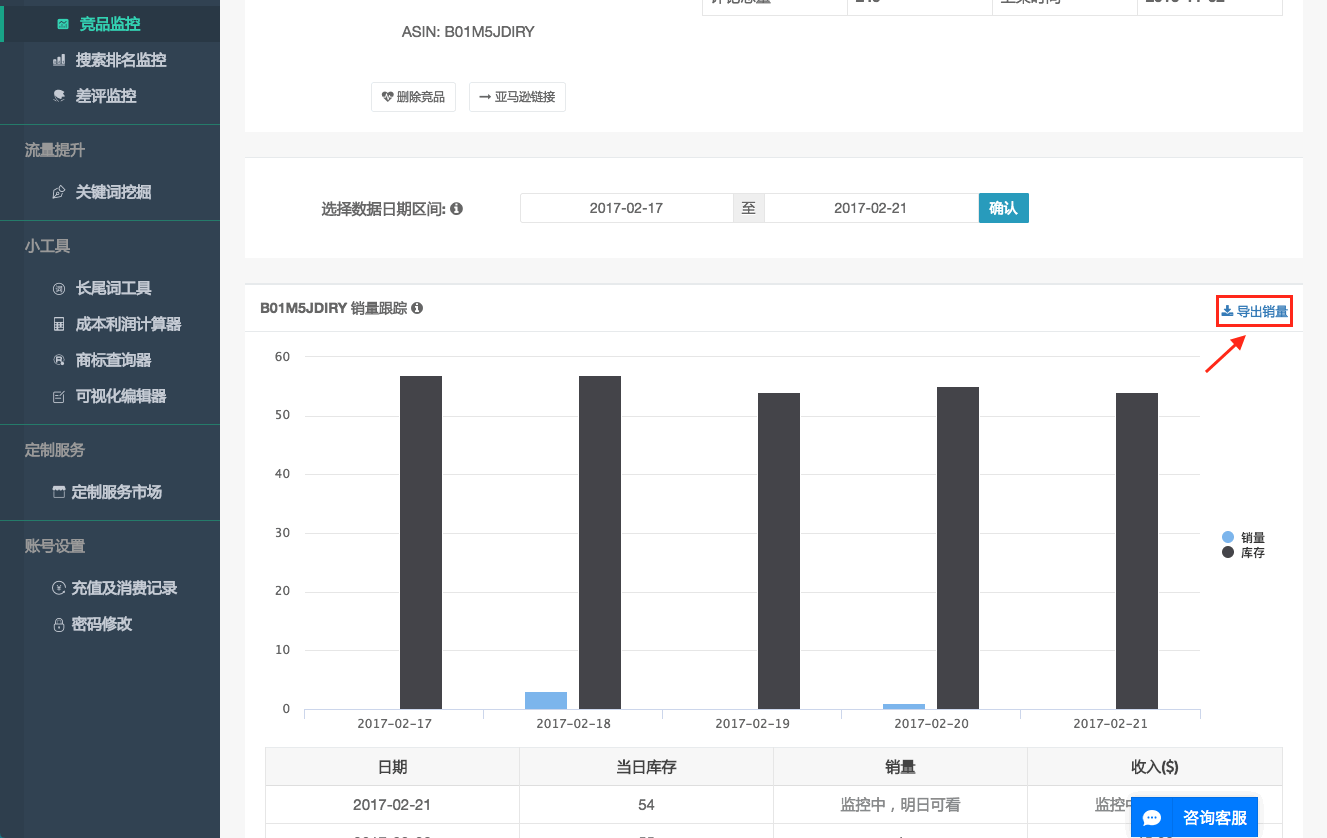 竞品监控
搜索排名监控
差评监控
流量提升
关键词挖掘
小工具
长尾词工具
成本利润计算器
商标查询器
可视化编辑器
定制服务
定制服务市场
账号设置
充值及消费记录
密码修改
ASIN: B01M5JDIRY
删除竞品
亚马逊链接
选择数据日期区间:
2017-02-17 至 2017-02-21 确认
B01M5JDIRY 销量跟踪
导出销量
60
50
40
30
20
10
0
2017-02-17 2017-02-18 2017-02-19 2017-02-20 2017-02-21
销量
库存
日期 当日库存 销量 收入($)
2017-02-21 54 监控中，明日可看 监控
咨询客服